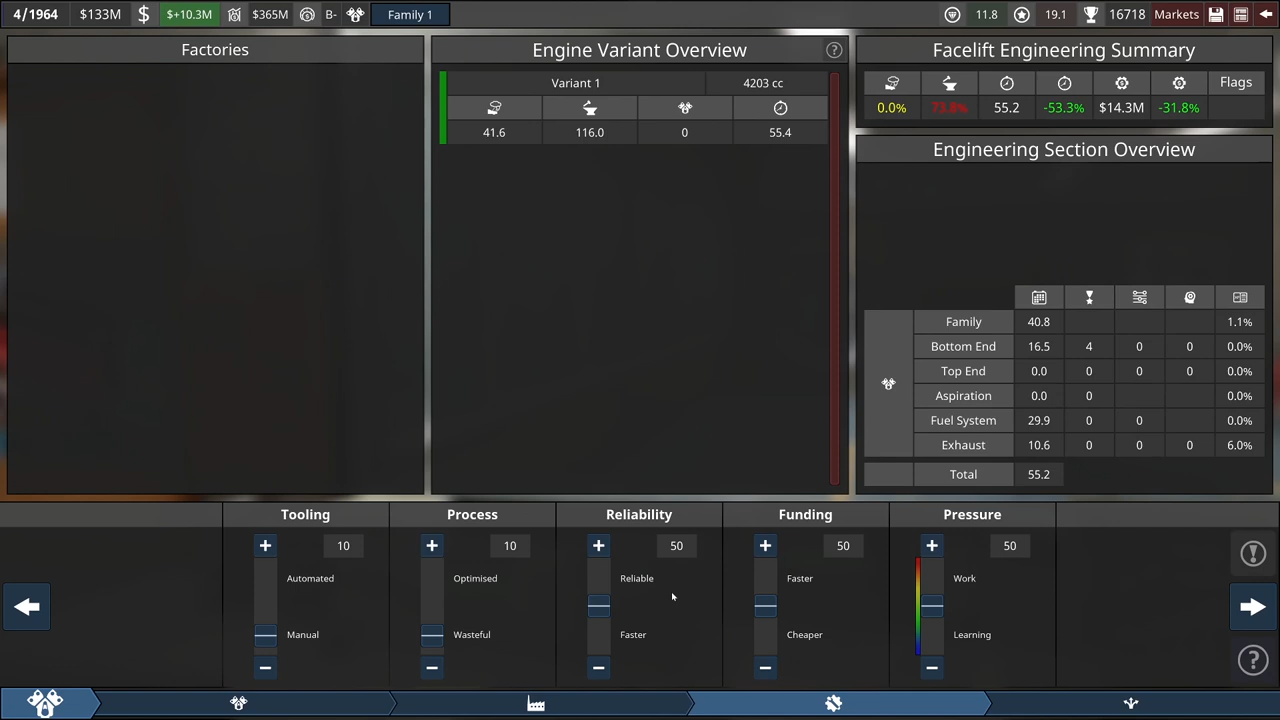 4/1964 $133M $+10.3M $365M B- Family 1 11.8 19.1 16718 Markets
Factories
Engine Variant Overview
Variant 1 4203 cc
41.6 116.0 0 55.4
Facelift Engineering Summary
Flags
0.0% 73.8% 55.2 -53.3% $14.3M -31.8%
Engineering Section Overview
Family 40.8 1.1%
Bottom End 16.5 4 0 0 0.0%
Top End 0.0 0 0 0 0.0%
Aspiration 0.0 0 0.0%
Fuel System 29.9 0 0 0.0%
Exhaust 10.6 0 0 0 6.0%
Total 55.2
Tooling Process Reliability Funding Pressure
10 10 50 50 50
Automated Optimised Reliable Faster Work
Manual Wasteful Faster Cheaper Learning